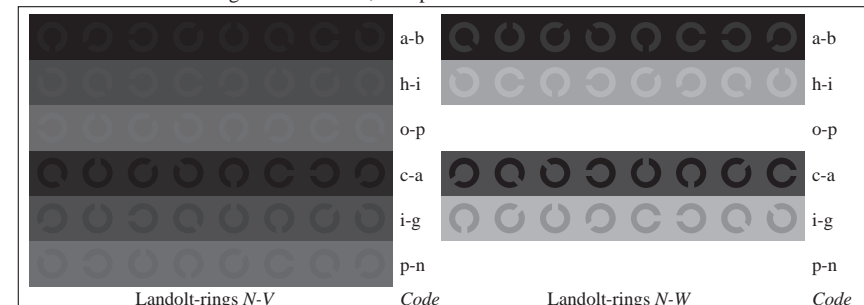 a-b a-b
h-i h-i
o-p o-p
c-a c-a
i-g i-g
p-n p-n
Landolt-rings N-V Code Landolt-rings N-W Code